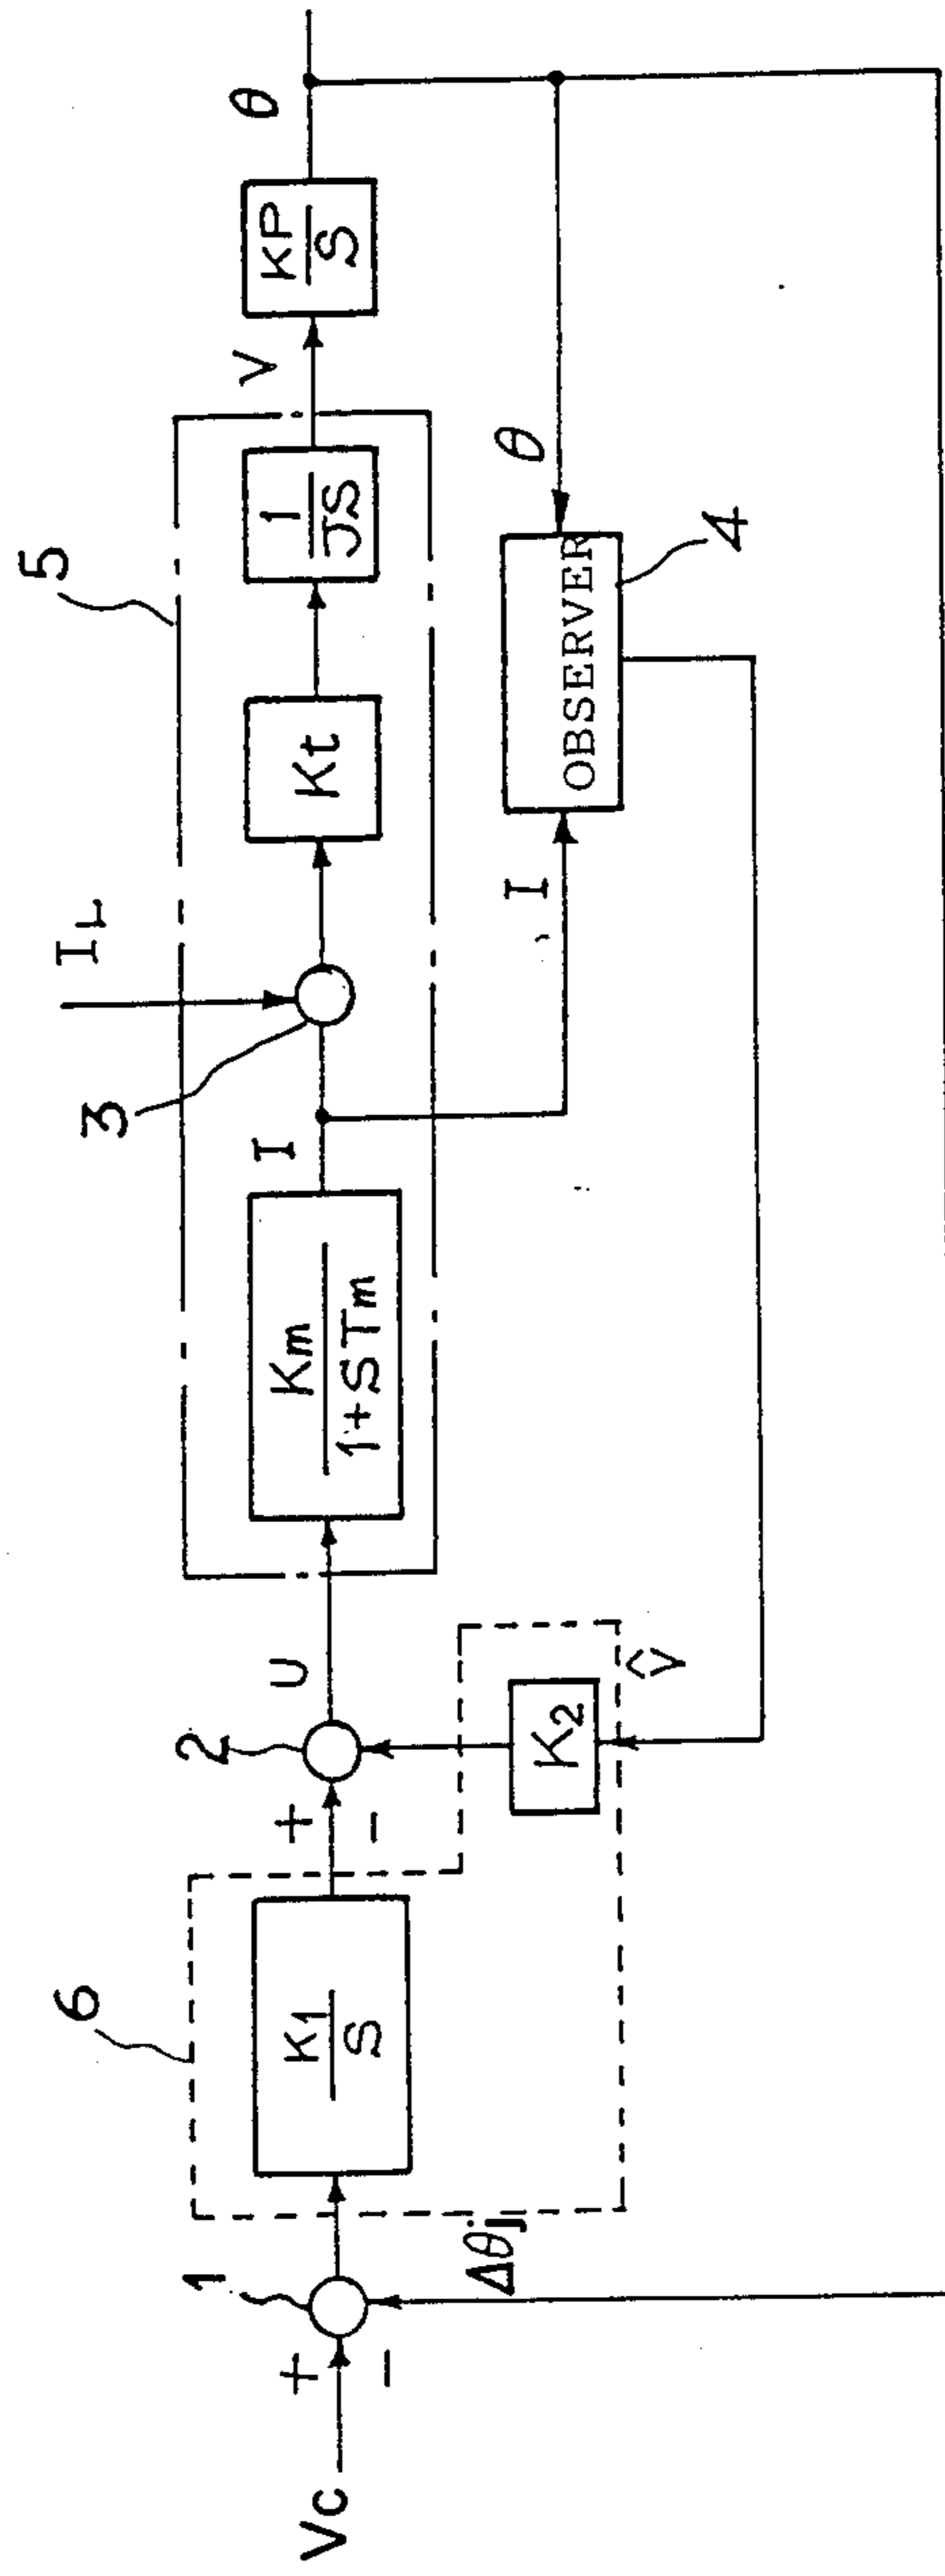 5
6
3
IL
1
2
Vc
+
−
K1
S
+
−
U
Km
1+STm
I
Kt
1
JS
V
KP
S
θ
Δθj
K2
V̂
I
OBSERVER
θ
4